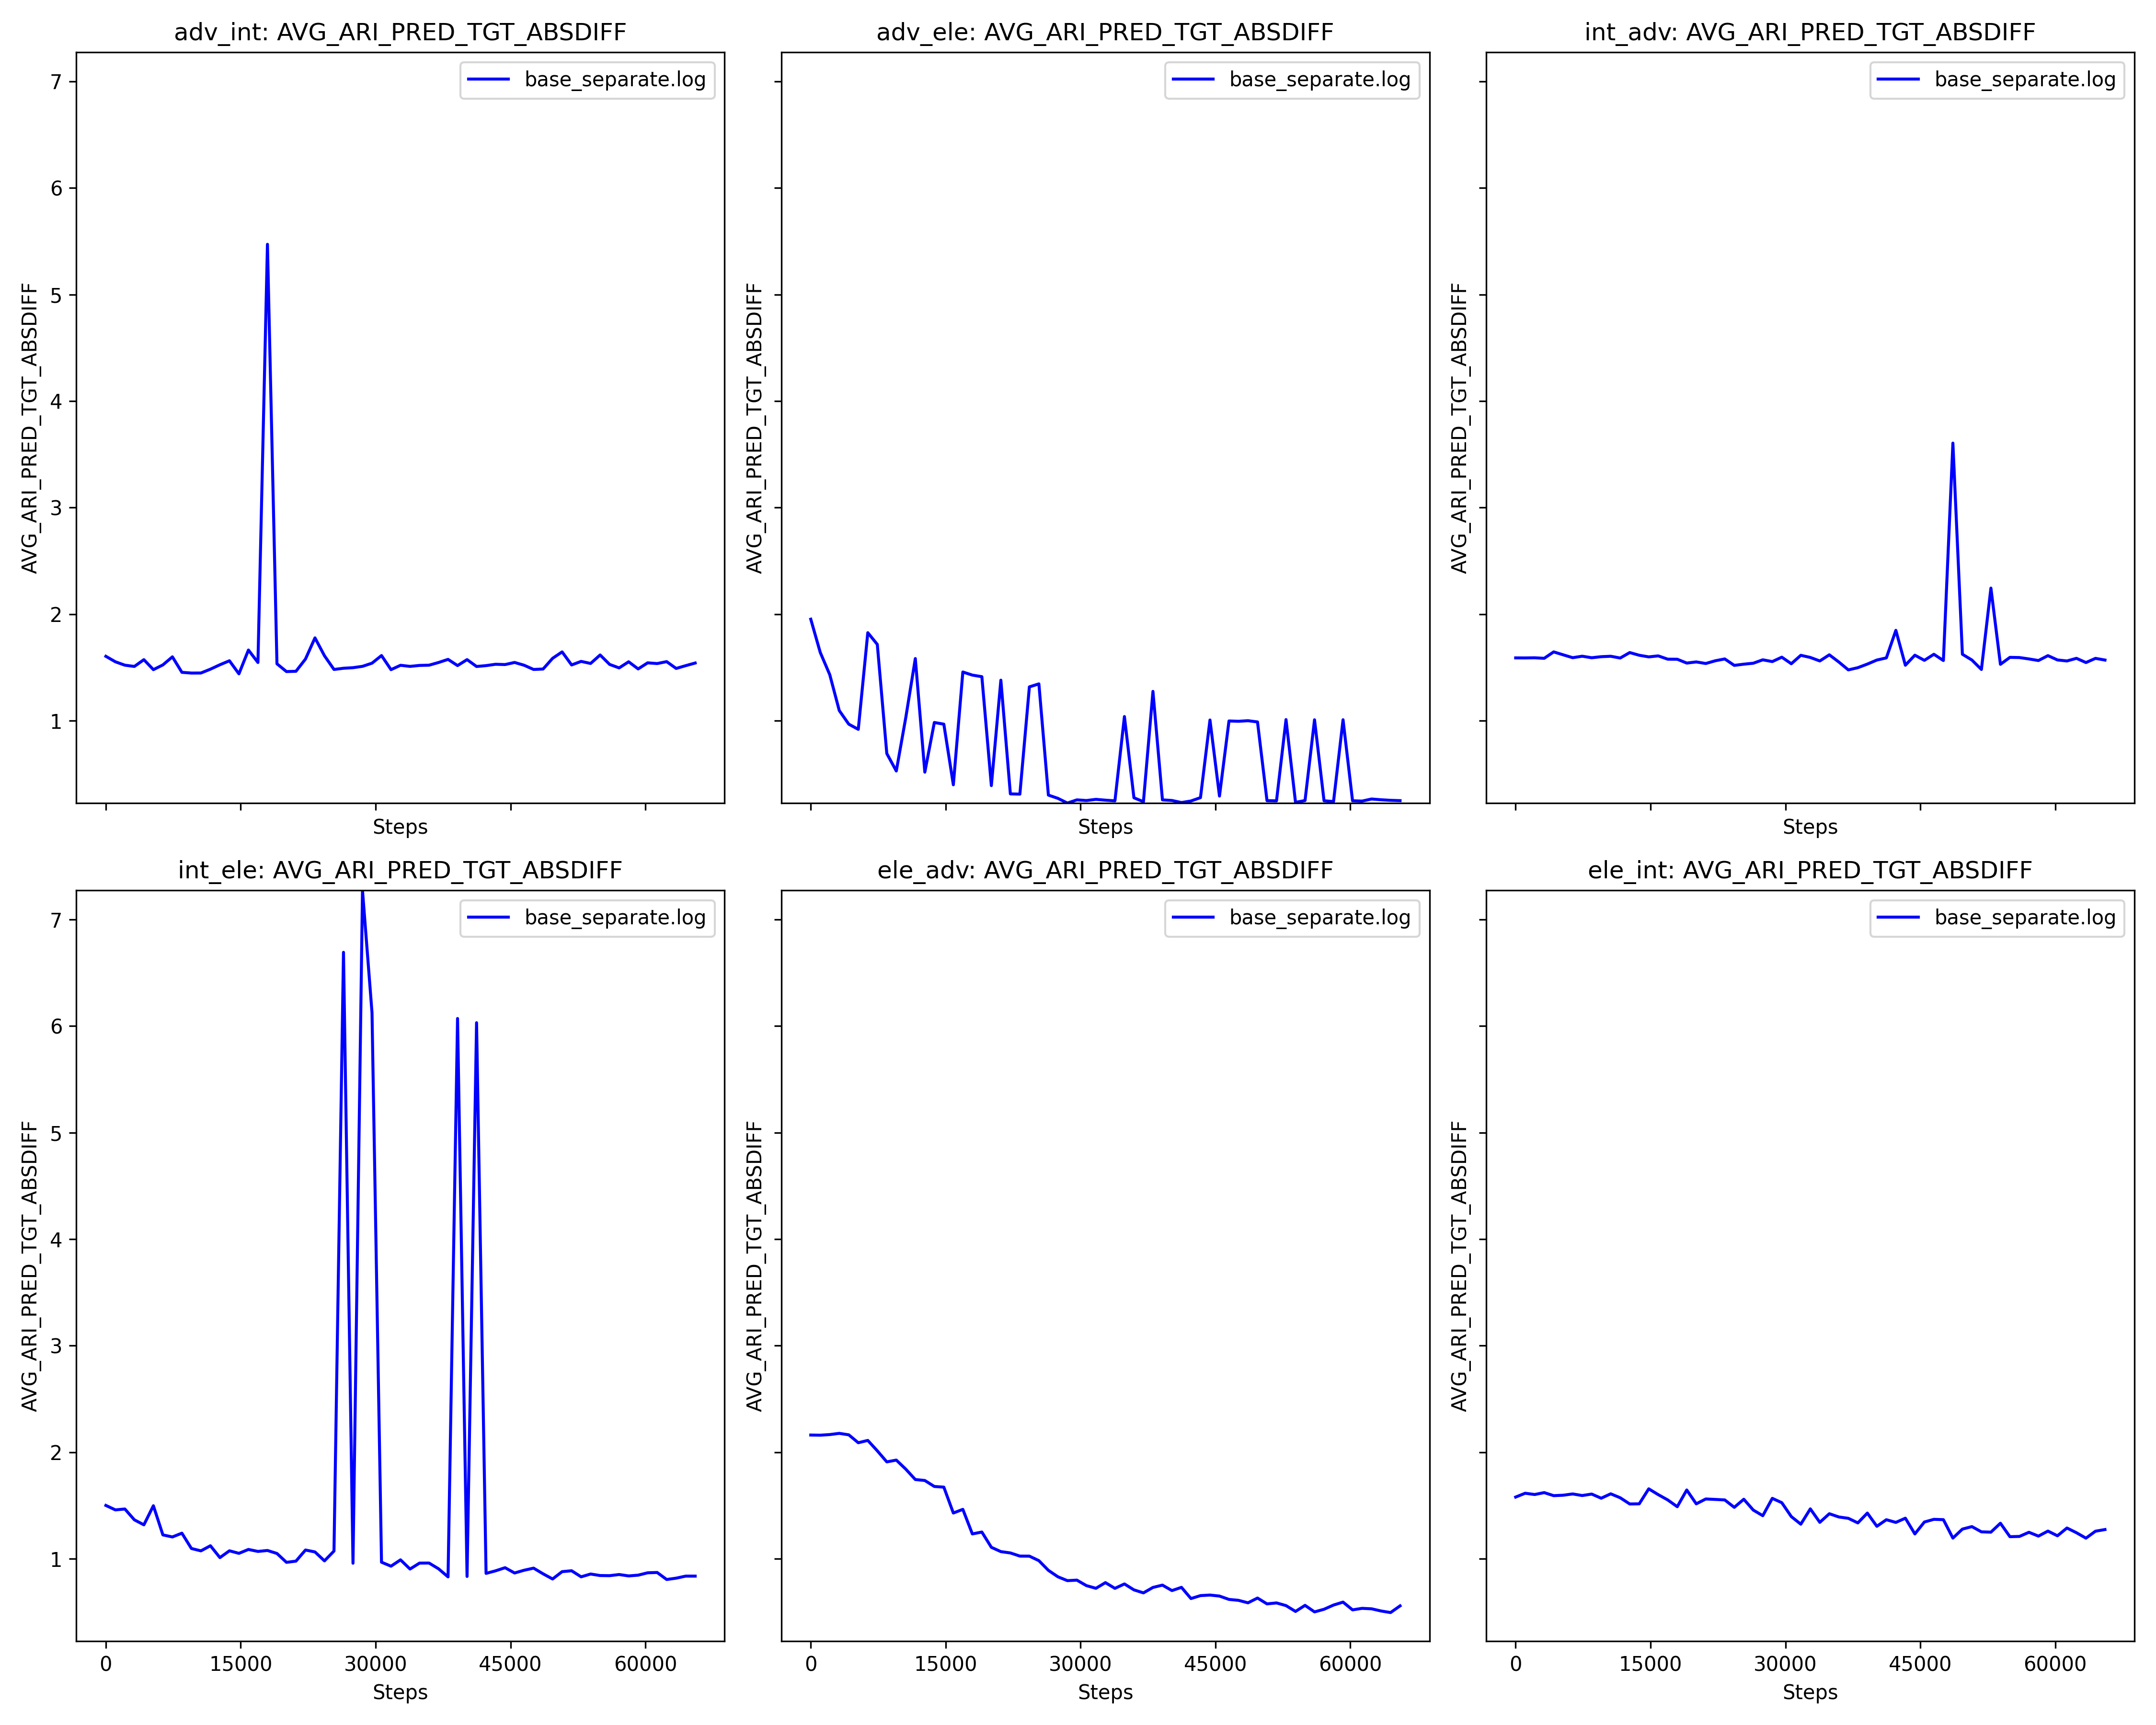 adv_int: AVG_ARI_PRED_TGT_ABSDIFF
base_separate.log
7
6
5
4
3
2
1
AVG_ARI_PRED_TGT_ABSDIFF
Steps
adv_ele: AVG_ARI_PRED_TGT_ABSDIFF
base_separate.log
AVG_ARI_PRED_TGT_ABSDIFF
Steps
int_adv: AVG_ARI_PRED_TGT_ABSDIFF
base_separate.log
AVG_ARI_PRED_TGT_ABSDIFF
Steps
int_ele: AVG_ARI_PRED_TGT_ABSDIFF
base_separate.log
7
6
5
4
3
2
1
AVG_ARI_PRED_TGT_ABSDIFF
0 15000 30000 45000 60000
Steps
ele_adv: AVG_ARI_PRED_TGT_ABSDIFF
base_separate.log
AVG_ARI_PRED_TGT_ABSDIFF
0 15000 30000 45000 60000
Steps
ele_int: AVG_ARI_PRED_TGT_ABSDIFF
base_separate.log
AVG_ARI_PRED_TGT_ABSDIFF
0 15000 30000 45000 60000
Steps